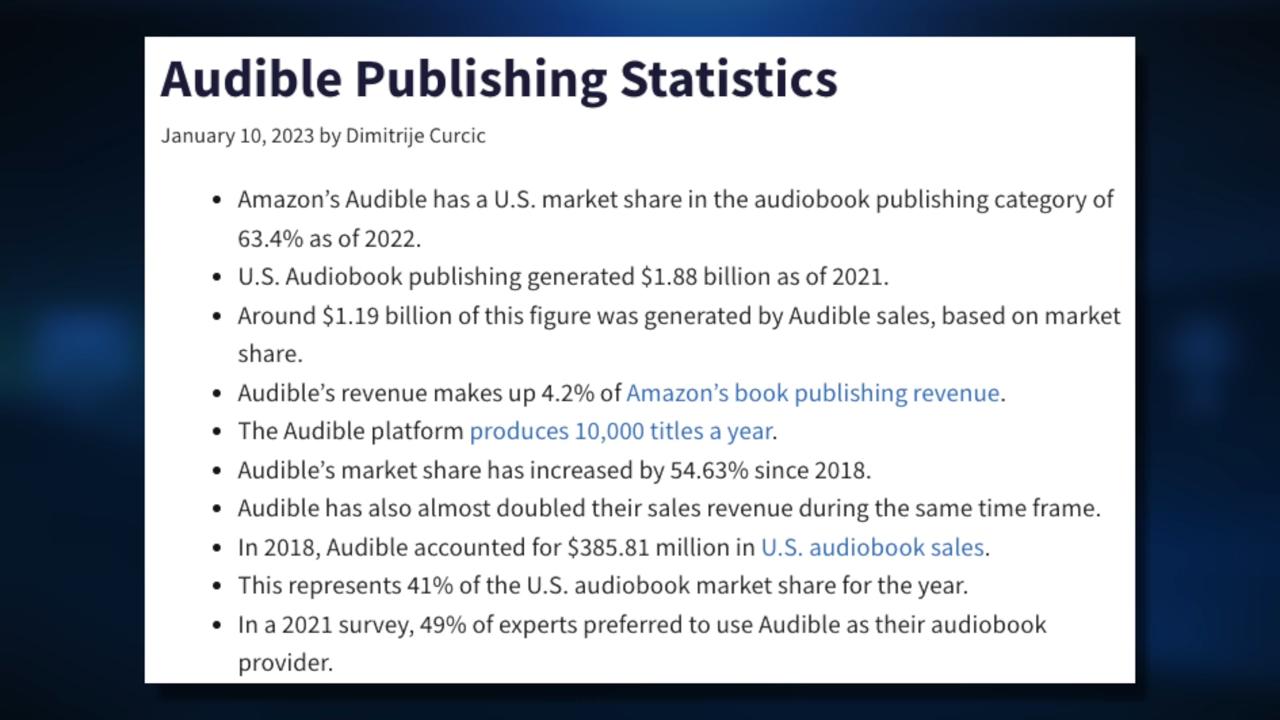 Audible Publishing Statistics
January 10, 2023 by Dimitrije Curcic
• Amazon’s Audible has a U.S. market share in the audiobook publishing category of
63.4% as of 2022.
• U.S. Audiobook publishing generated $1.88 billion as of 2021.
• Around $1.19 billion of this figure was generated by Audible sales, based on market
share.
• Audible’s revenue makes up 4.2% of Amazon’s book publishing revenue.
• The Audible platform produces 10,000 titles a year.
• Audible’s market share has increased by 54.63% since 2018.
• Audible has also almost doubled their sales revenue during the same time frame.
• In 2018, Audible accounted for $385.81 million in U.S. audiobook sales.
• This represents 41% of the U.S. audiobook market share for the year.
• In a 2021 survey, 49% of experts preferred to use Audible as their audiobook
provider.